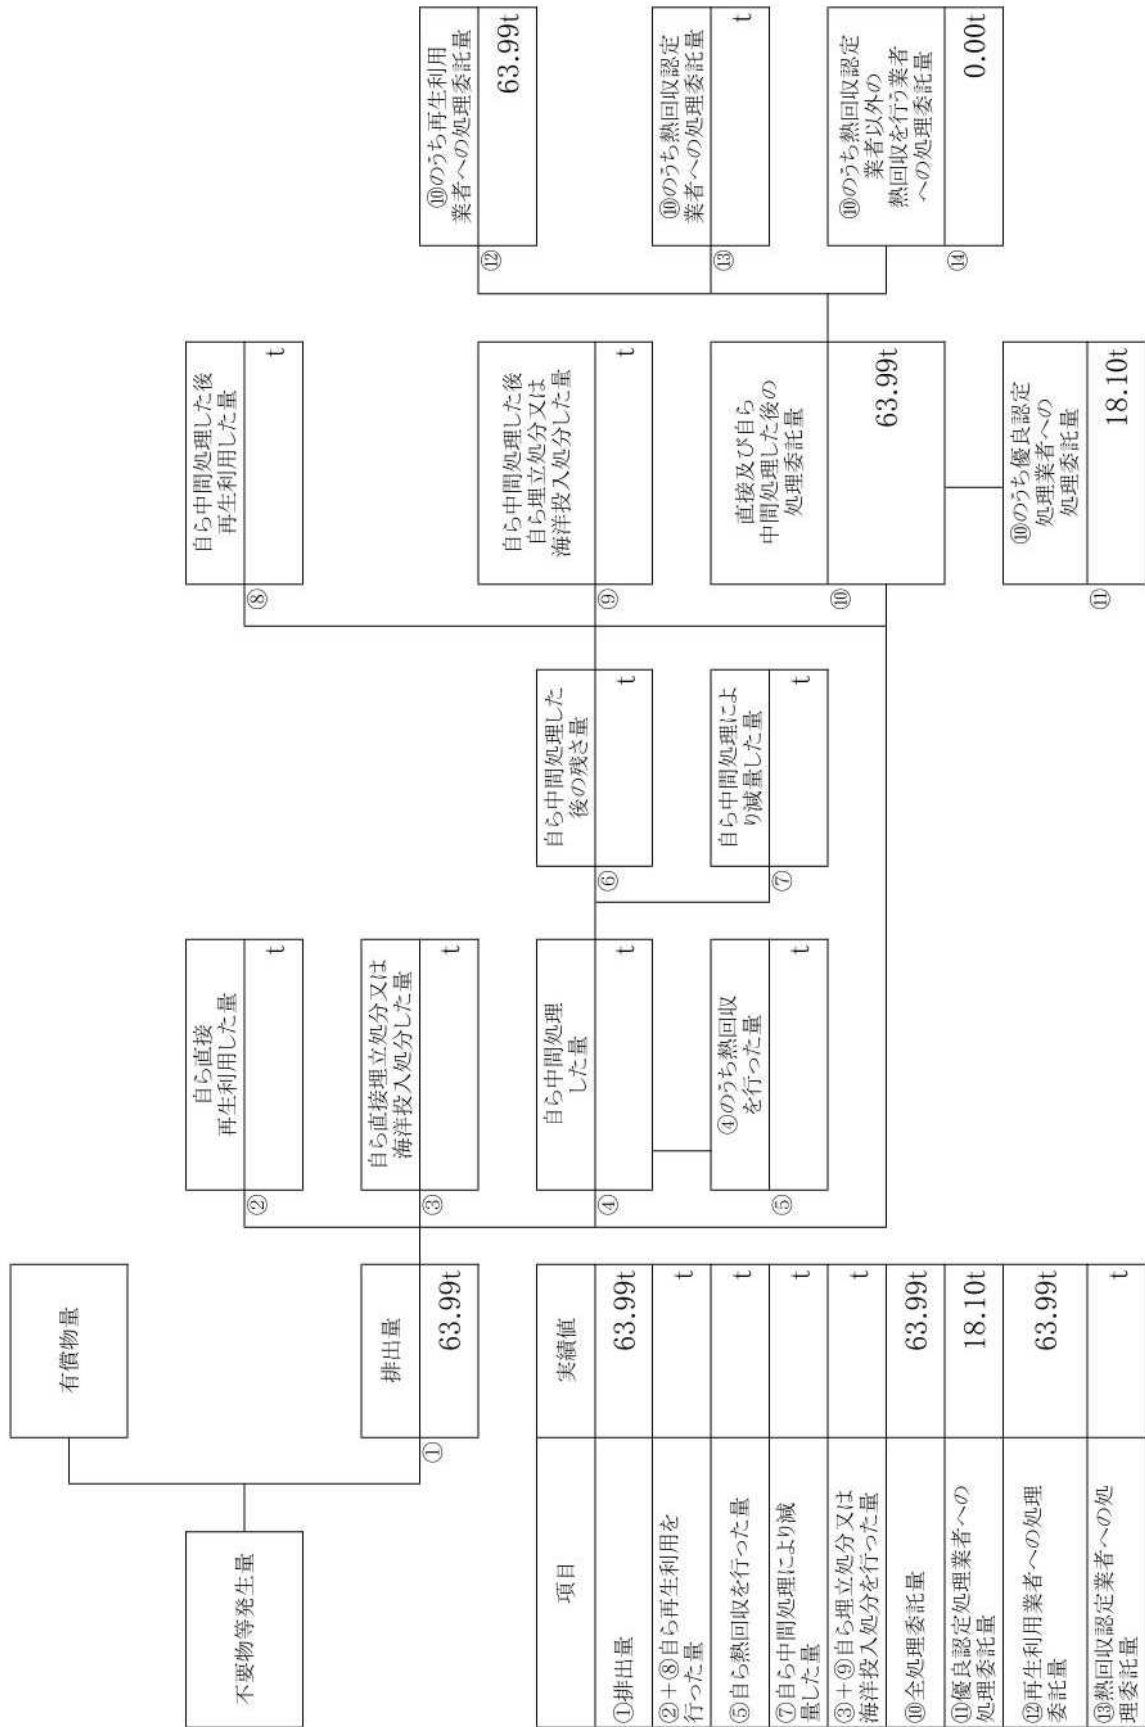 不要物等発生量
有償物量
①
排出量
63.99t
②
自ら直接
再生利用した量
t
③
自ら直接埋立処分又は
海洋投入処分した量
t
④
自ら中間処理
した量
t
⑤
④のうち熱回収
を行った量
t
⑥
自ら中間処理した
後の残さ量
t
⑦
自ら中間処理によ
り減量した量
t
⑧
自ら中間処理した後
再生利用した量
t
⑨
自ら中間処理した後
自ら埋立処分又は
海洋投入処分した量
t
⑩
直接及び自ら
中間処理した後の
処理委託量
63.99t
⑪
⑩のうち優良認定
処理業者への
処理委託量
18.10t
⑫
⑩のうち再生利用
業者への処理委託量
63.99t
⑬
⑩のうち熱回収認定
業者への処理委託量
t
⑭
⑩のうち熱回収認定
業者以外の
熱回収を行う業者
への処理委託量
0.00t
項目 実績値
①排出量 63.99t
②＋⑧自ら再生利用を
行った量 t
⑤自ら熱回収を行った量 t
⑦自ら中間処理により減
量した量 t
③＋⑨自ら埋立処分又は
海洋投入処分を行った量 t
⑩全処理委託量 63.99t
⑪優良認定処理業者への
処理委託量 18.10t
⑫再生利用業者への処理
委託量 63.99t
⑬熱回収認定業者への処
理委託量 t